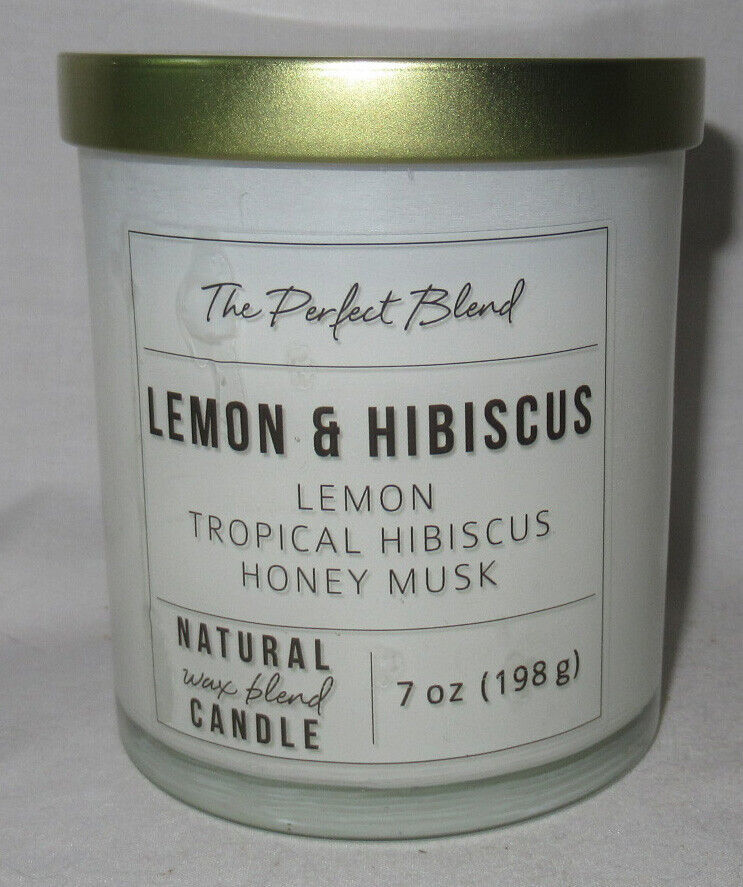 The Perfect Blend
LEMON & HIBISCUS
LEMON
TROPICAL HIBISCUS
HONEY MUSK
NATURAL
wax blend
CANDLE
7 oz (198 g)